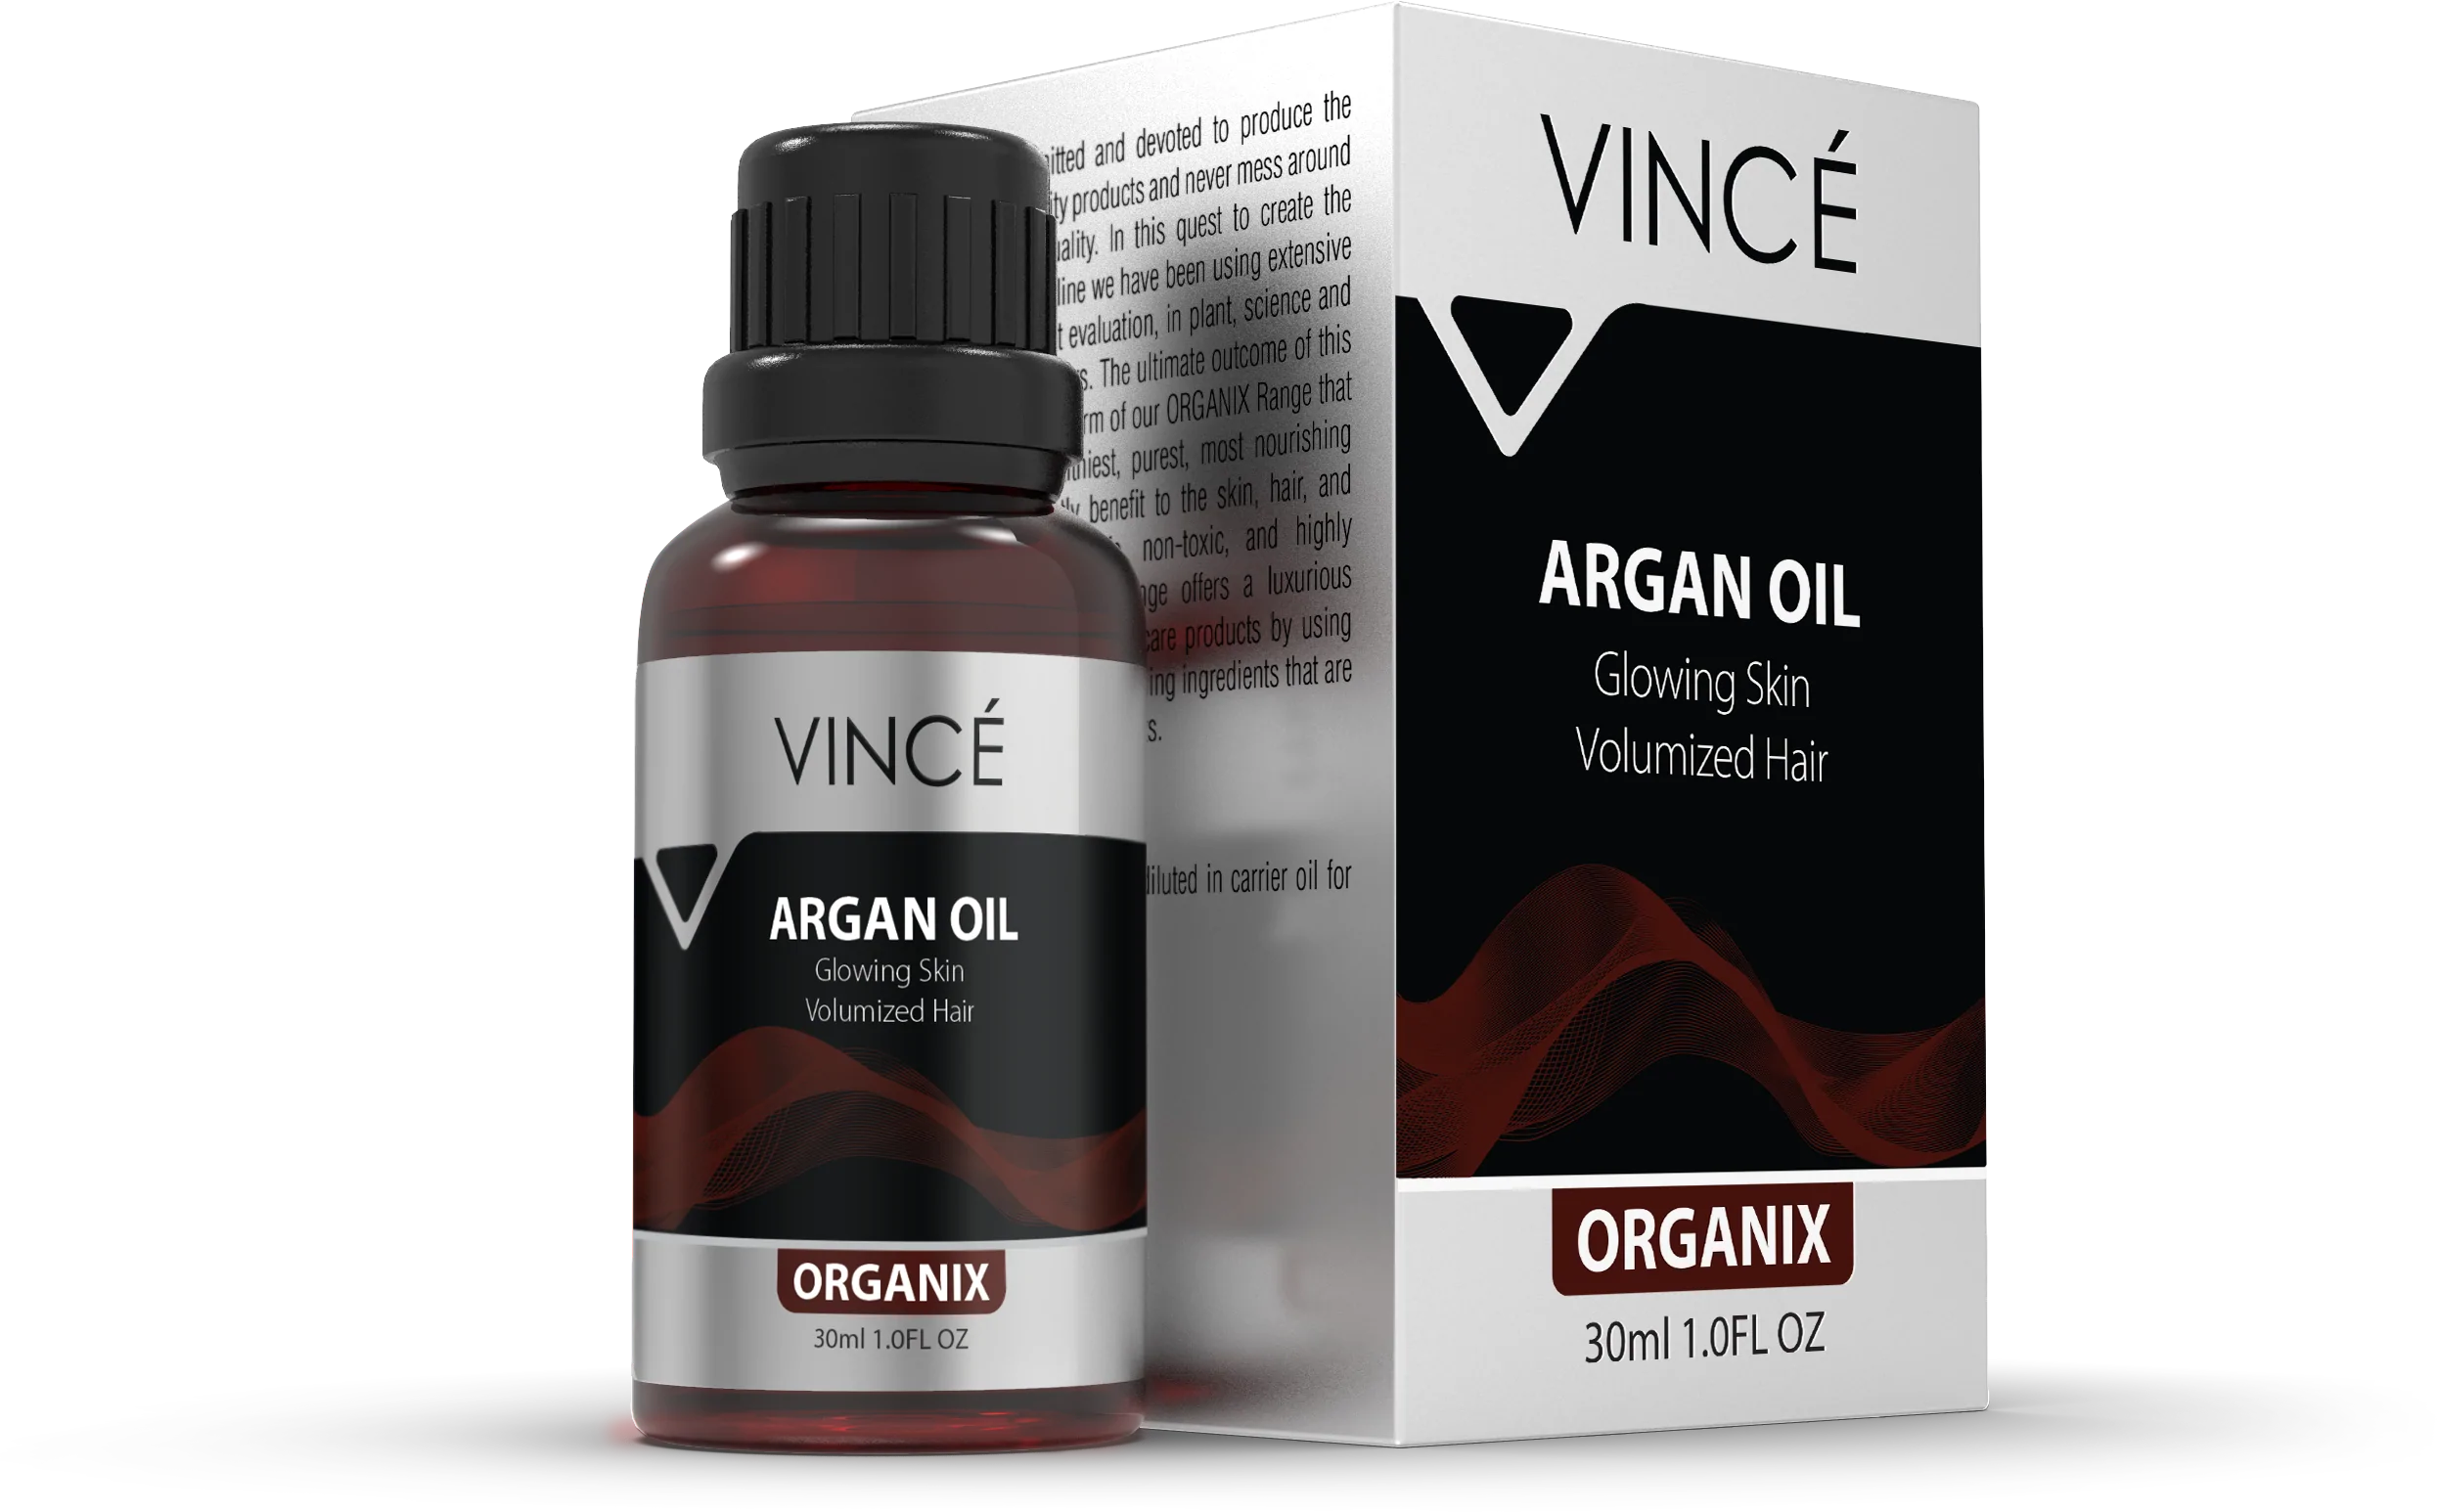 VINCÉ
ARGAN OIL
Glowing Skin
Volumized Hair
ORGANIX
30ml 1.0FL OZ
and devoted to produce the
products and never mess around
In this quest to create the
line we have been using extensive
evaluation, in plant, science and
The ultimate outcome of this
of our ORGANIX Range that
purest, most nourishing
benefit to the skin, hair, and
non-toxic, and highly
offers a luxurious
care products by using
ingredients that are
diluted in carrier oil for
VINCÉ
ARGAN OIL
Glowing Skin
Volumized Hair
ORGANIX
30ml 1.0FL OZ